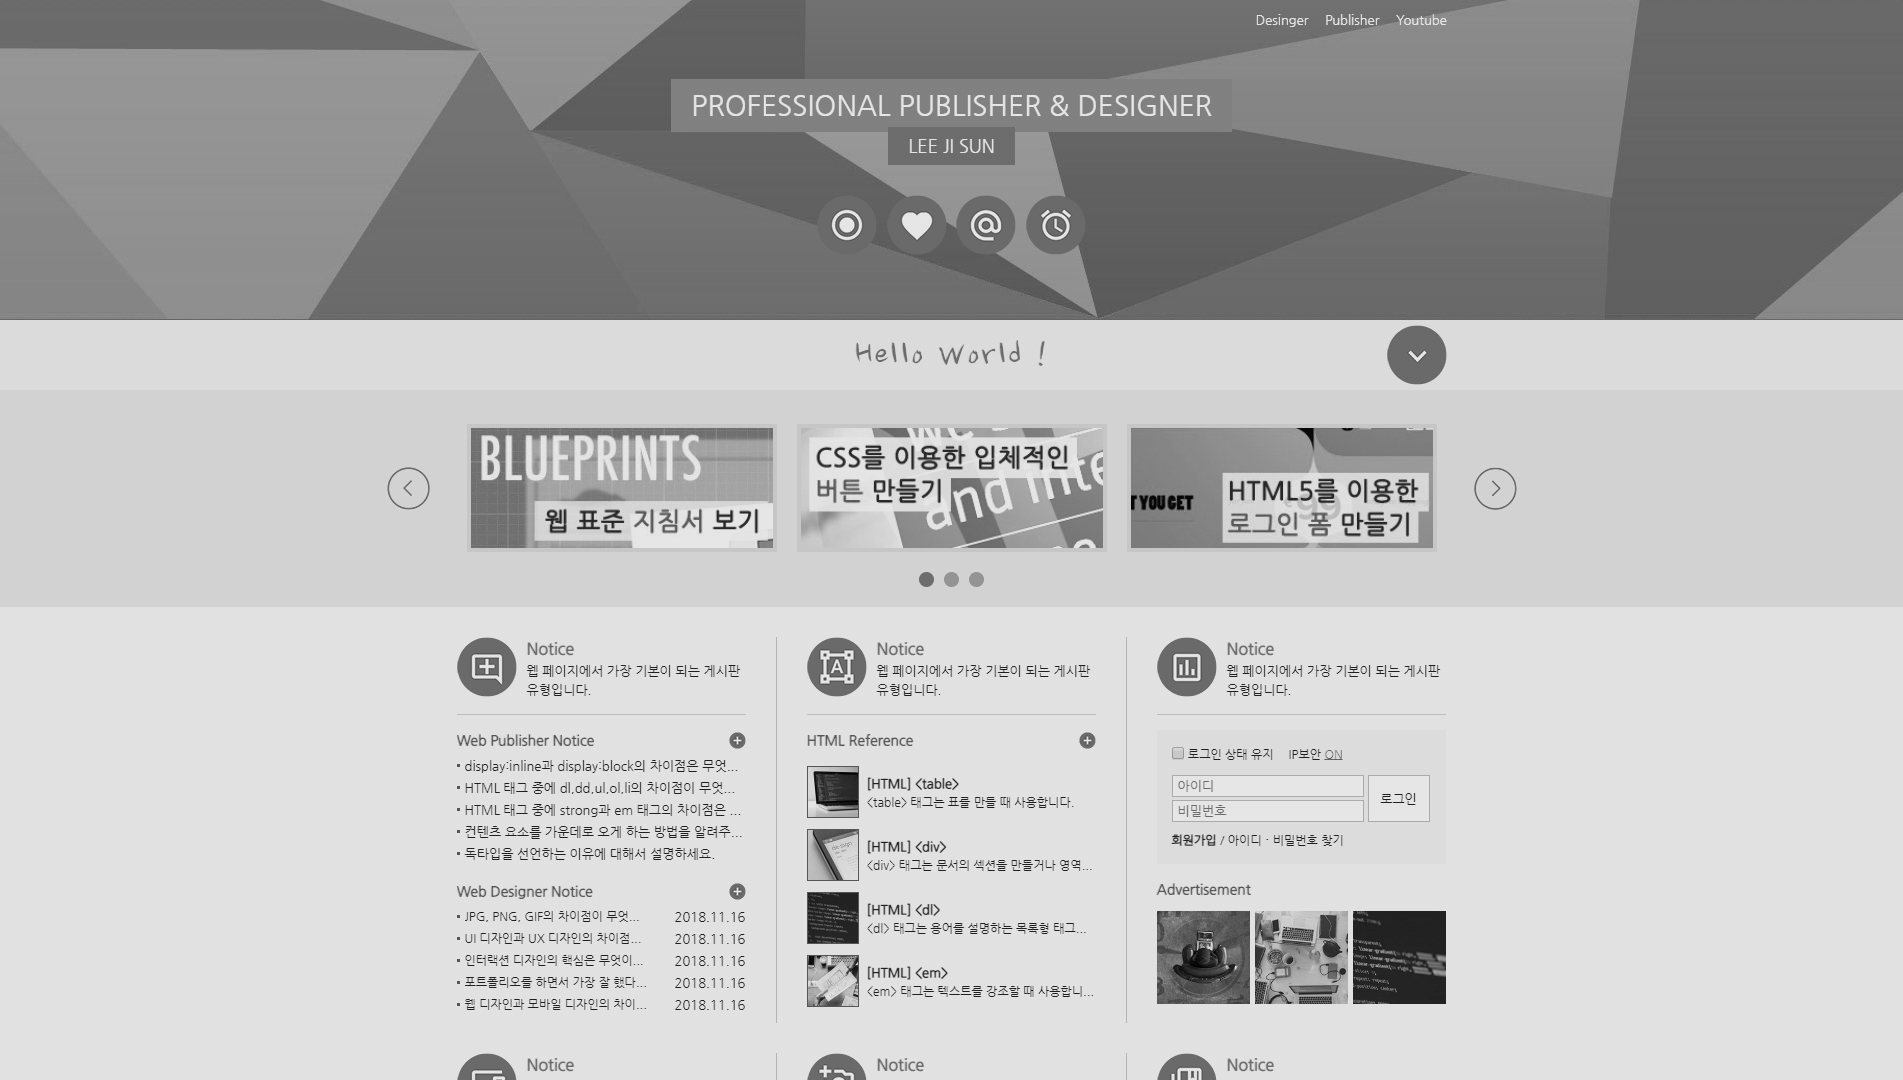 Desinger Publisher Youtube
PROFESSIONAL PUBLISHER & DESIGNER
LEE JI SUN
Hello World !
BLUEPRINTS
웹 표준 지침서 보기
CSS를 이용한 입체적인
버튼 만들기
and inte
T YOU GET
HTML5를 이용한
로그인 폼 만들기
Notice
웹 페이지에서 가장 기본이 되는 게시판
유형입니다.
Web Publisher Notice
display:inline과 display:block의 차이점은 무엇...
HTML 태그 중에 dl,dd,ul,ol,li의 차이점이 무엇...
HTML 태그 중에 strong과 em 태그의 차이점은 ...
컨텐츠 요소를 가운데로 오게 하는 방법을 알려주...
독타입을 선언하는 이유에 대해서 설명하세요.
Web Designer Notice
JPG, PNG, GIF의 차이점이 무엇... 2018.11.16
UI 디자인과 UX 디자인의 차이점... 2018.11.16
인터랙션 디자인의 핵심은 무엇이... 2018.11.16
포트폴리오를 하면서 가장 잘 했다... 2018.11.16
웹 디자인과 모바일 디자인의 차이... 2018.11.16
Notice
웹 페이지에서 가장 기본이 되는 게시판
유형입니다.
HTML Reference
[HTML] <table>
<table> 태그는 표를 만들 때 사용합니다.
[HTML] <div>
<div> 태그는 문서의 섹션을 만들거나 영역...
[HTML] <dl>
<dl> 태그는 용어를 설명하는 목록형 태그...
[HTML] <em>
<em> 태그는 텍스트를 강조할 때 사용합니...
Notice
웹 페이지에서 가장 기본이 되는 게시판
유형입니다.
로그인 상태 유지 IP보안 ON
아이디
비밀번호
로그인
회원가입 / 아이디 · 비밀번호 찾기
Advertisement
Notice
Notice
Notice